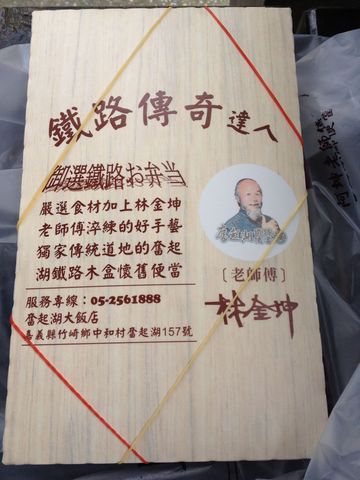 鐵路傳奇達人
御選鐵路お弁当
嚴選食材加上林金坤
老師傅淬練的好手藝
獨家傳統道地的奮起
湖鐵路木盒懷舊便當
服務專線：05-2561888
奮起湖大飯店
嘉義縣竹崎鄉中和村奮起湖157號
〔老師傅〕
林金坤